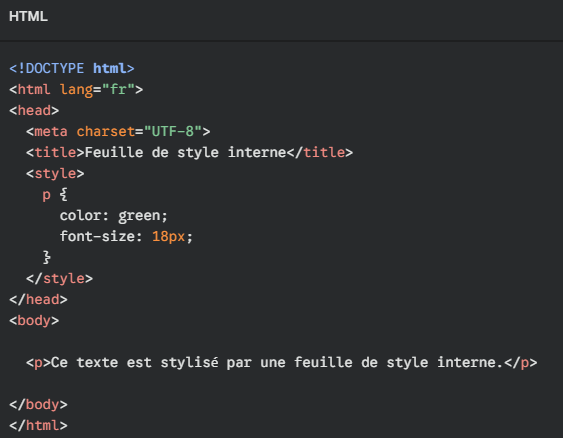 HTML
<!DOCTYPE html>
<html lang="fr">
<head>
  <meta charset="UTF-8">
  <title>Feuille de style interne</title>
  <style>
    p {
      color: green;
      font-size: 18px;
    }
  </style>
</head>
<body>
  <p>Ce texte est stylisé par une feuille de style interne.</p>
</body>
</html>